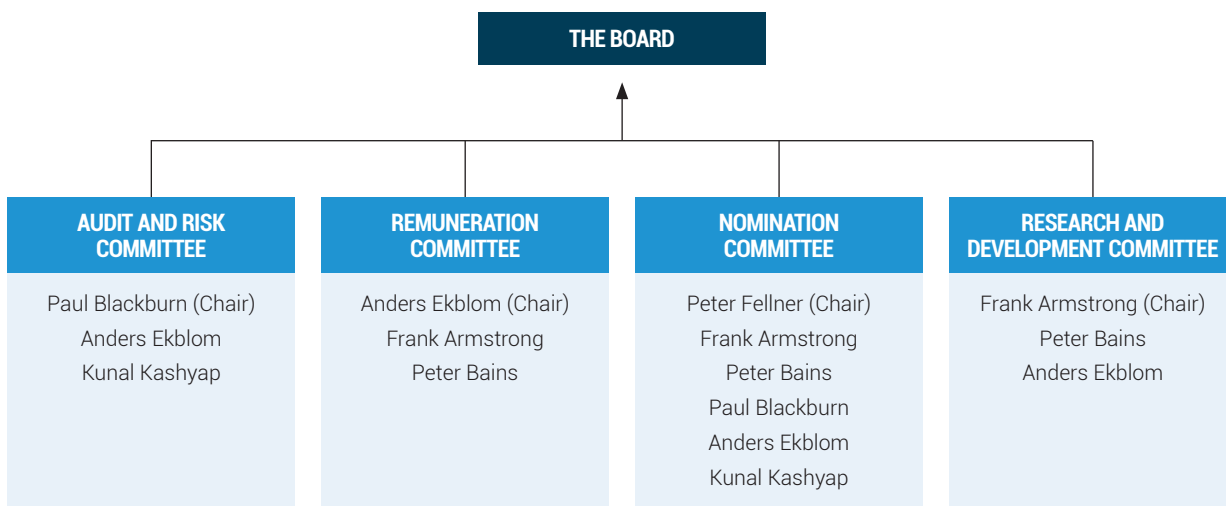 THE BOARD
AUDIT AND RISK
COMMITTEE
Paul Blackburn (Chair)
Anders Ekblom
Kunal Kashyap
REMUNERATION
COMMITTEE
Anders Ekblom (Chair)
Frank Armstrong
Peter Bains
NOMINATION
COMMITTEE
Peter Fellner (Chair)
Frank Armstrong
Peter Bains
Paul Blackburn
Anders Ekblom
Kunal Kashyap
RESEARCH AND
DEVELOPMENT COMMITTEE
Frank Armstrong (Chair)
Peter Bains
Anders Ekblom